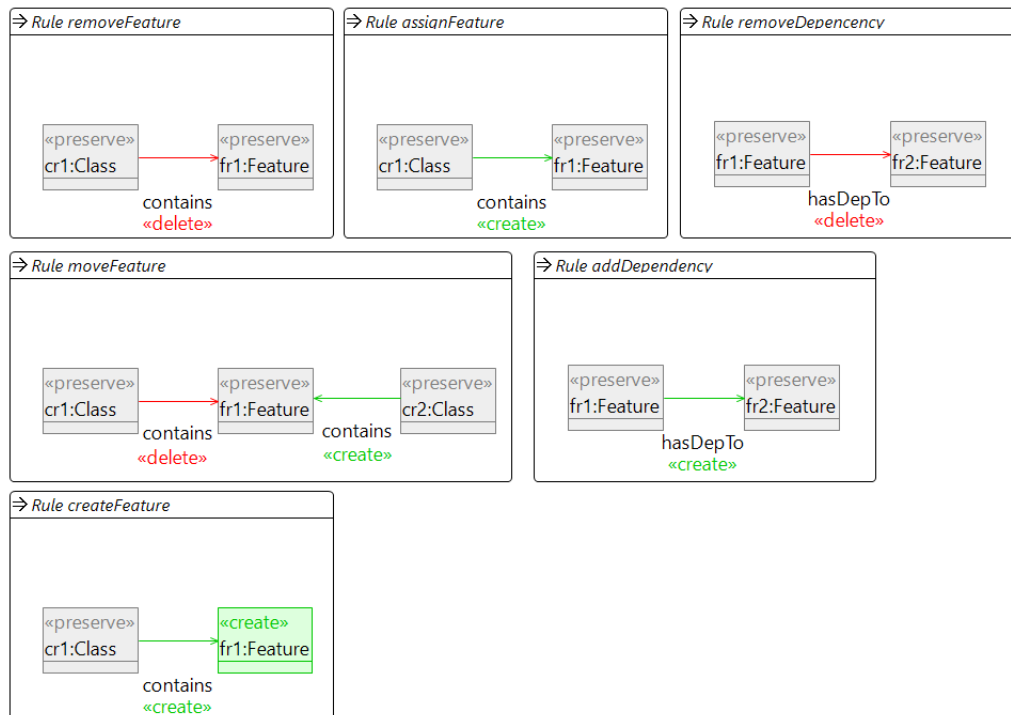 ⇒ Rule removeFeature
«preserve»
cr1:Class
«preserve»
fr1:Feature
contains
«delete»
⇒ Rule assignFeature
«preserve»
cr1:Class
«preserve»
fr1:Feature
contains
«create»
⇒ Rule removeDepencency
«preserve»
fr1:Feature
«preserve»
fr2:Feature
hasDepTo
«delete»
⇒ Rule moveFeature
«preserve»
cr1:Class
«preserve»
fr1:Feature
«preserve»
cr2:Class
contains
«delete»
contains
«create»
⇒ Rule addDependency
«preserve»
fr1:Feature
«preserve»
fr2:Feature
hasDepTo
«create»
⇒ Rule createFeature
«preserve»
cr1:Class
«create»
fr1:Feature
contains
«create»